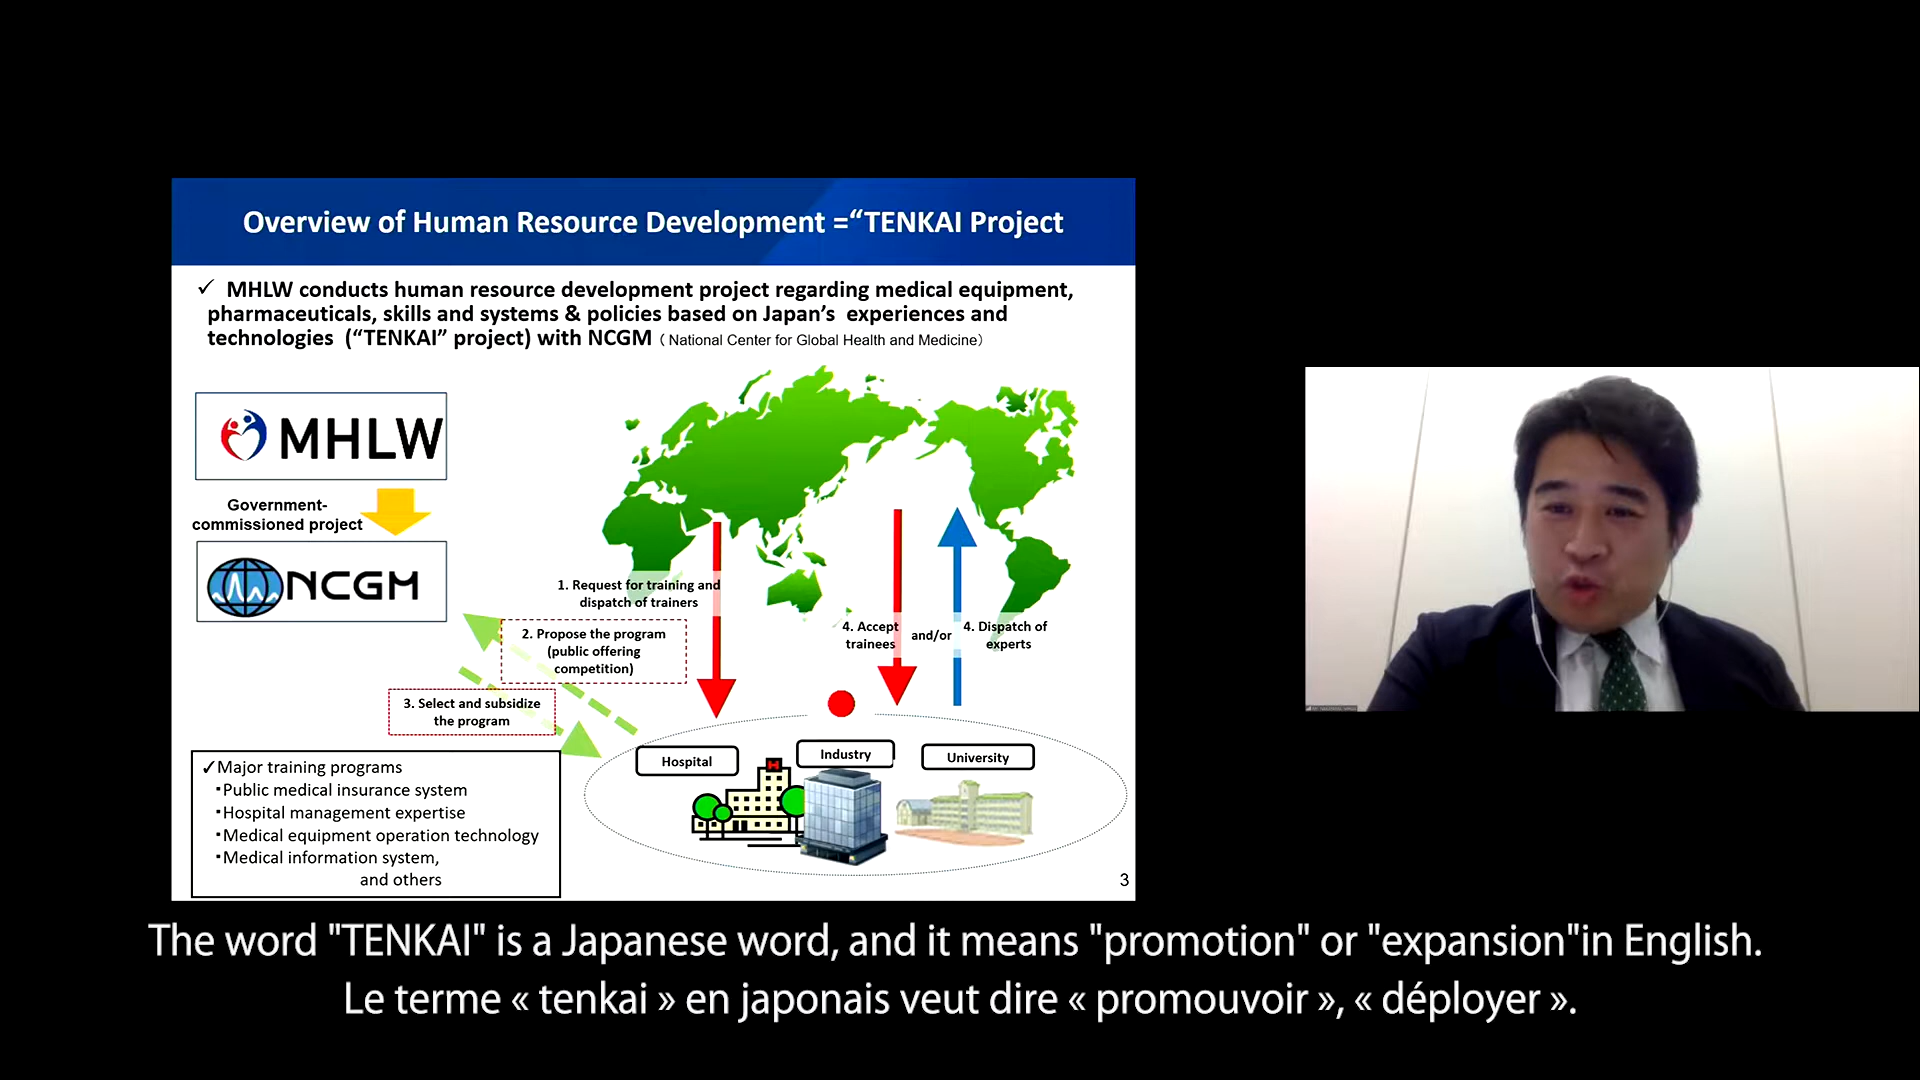 Overview of Human Resource Development =“TENKAI Project
✓ MHLW conducts human resource development project regarding medical equipment,
pharmaceuticals, skills and systems & policies based on Japan’s experiences and
technologies (“TENKAI” project) with NCGM ( National Center for Global Health and Medicine)
MHLW
Government-
commissioned project
NCGM
1. Request for training and
dispatch of trainers
2. Propose the program
(public offering
competition)
3. Select and subsidize
the program
4. Accept
trainees
and/or
4. Dispatch of
experts
Hospital
Industry
University
H
✓Major training programs
・Public medical insurance system
・Hospital management expertise
・Medical equipment operation technology
・Medical information system,
and others
3
The word "TENKAI" is a Japanese word, and it means "promotion" or "expansion"in English.
Le terme « tenkai » en japonais veut dire « promouvoir », « déployer ».